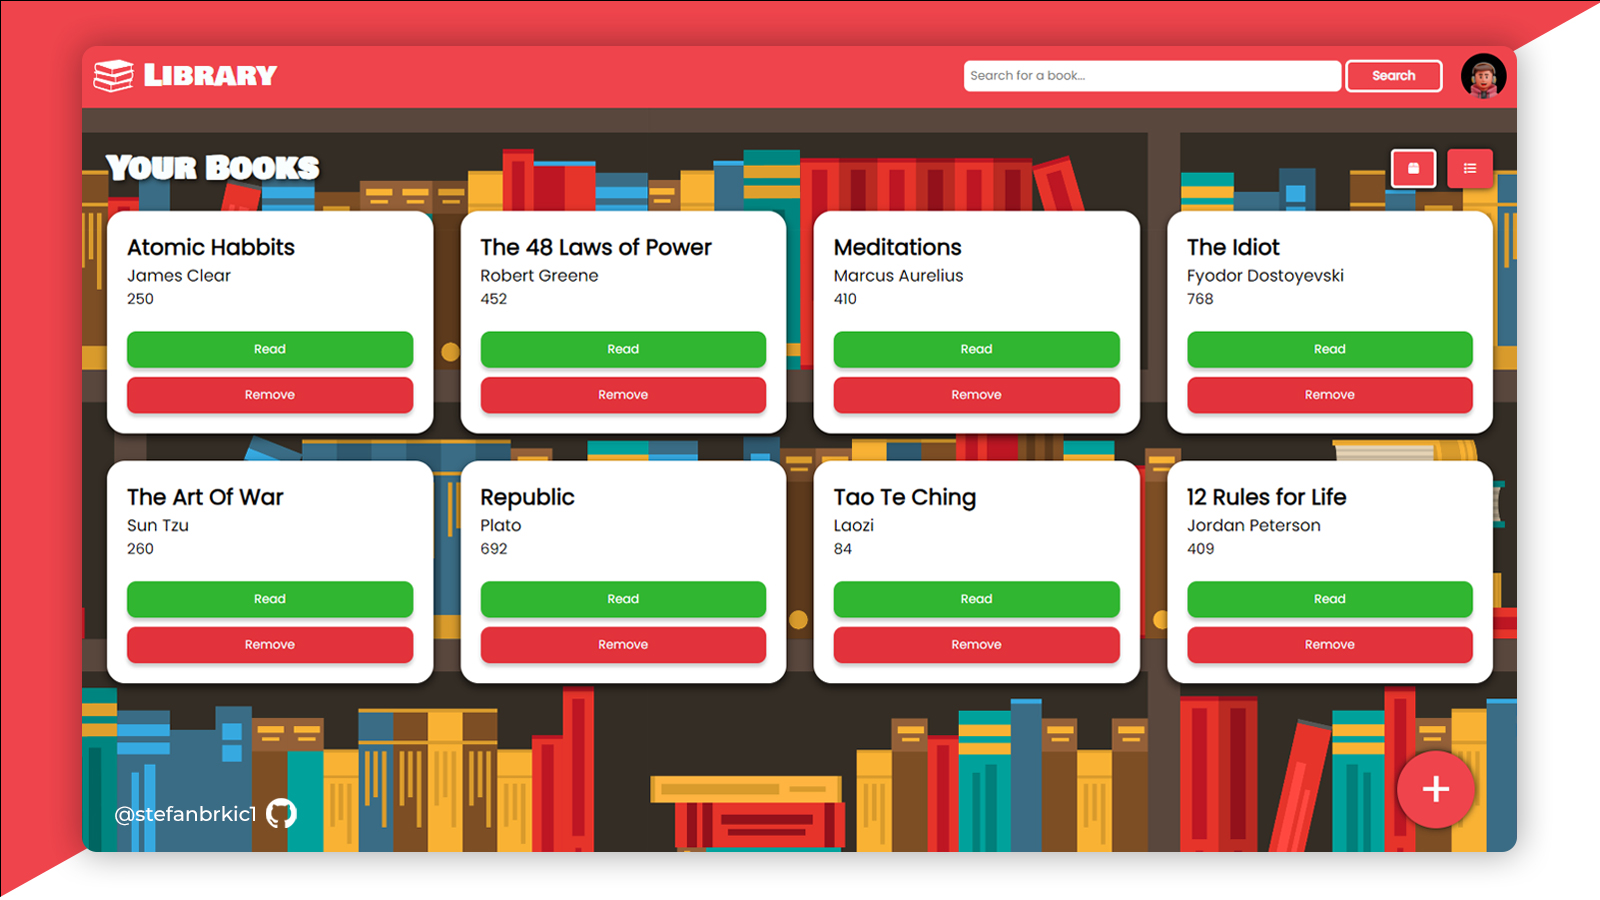 Library
Search for a book...
Search
Your Books
Atomic Habbits
James Clear
250
Read
Remove
The 48 Laws of Power
Robert Greene
452
Read
Remove
Meditations
Marcus Aurelius
410
Read
Remove
The Idiot
Fyodor Dostoyevski
768
Read
Remove
The Art Of War
Sun Tzu
260
Read
Remove
Republic
Plato
692
Read
Remove
Tao Te Ching
Laozi
84
Read
Remove
12 Rules for Life
Jordan Peterson
409
Read
Remove
@stefanbrkic1
+